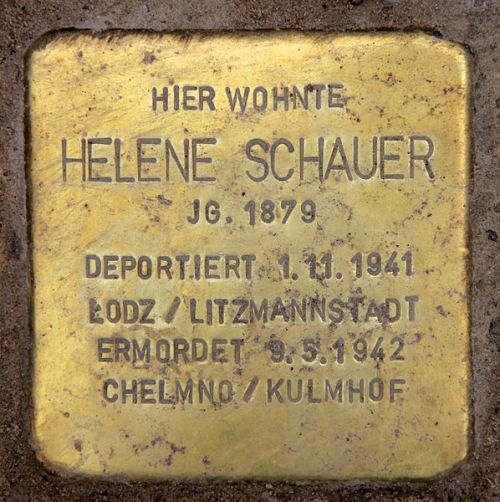 HIER WOHNTE
HELENE SCHAUER
JG. 1879
DEPORTIERT 1.11.1941
ŁODZ / LITZMANNSTADT
ERMORDET 9.5.1942
CHELMNO / KULMHOF